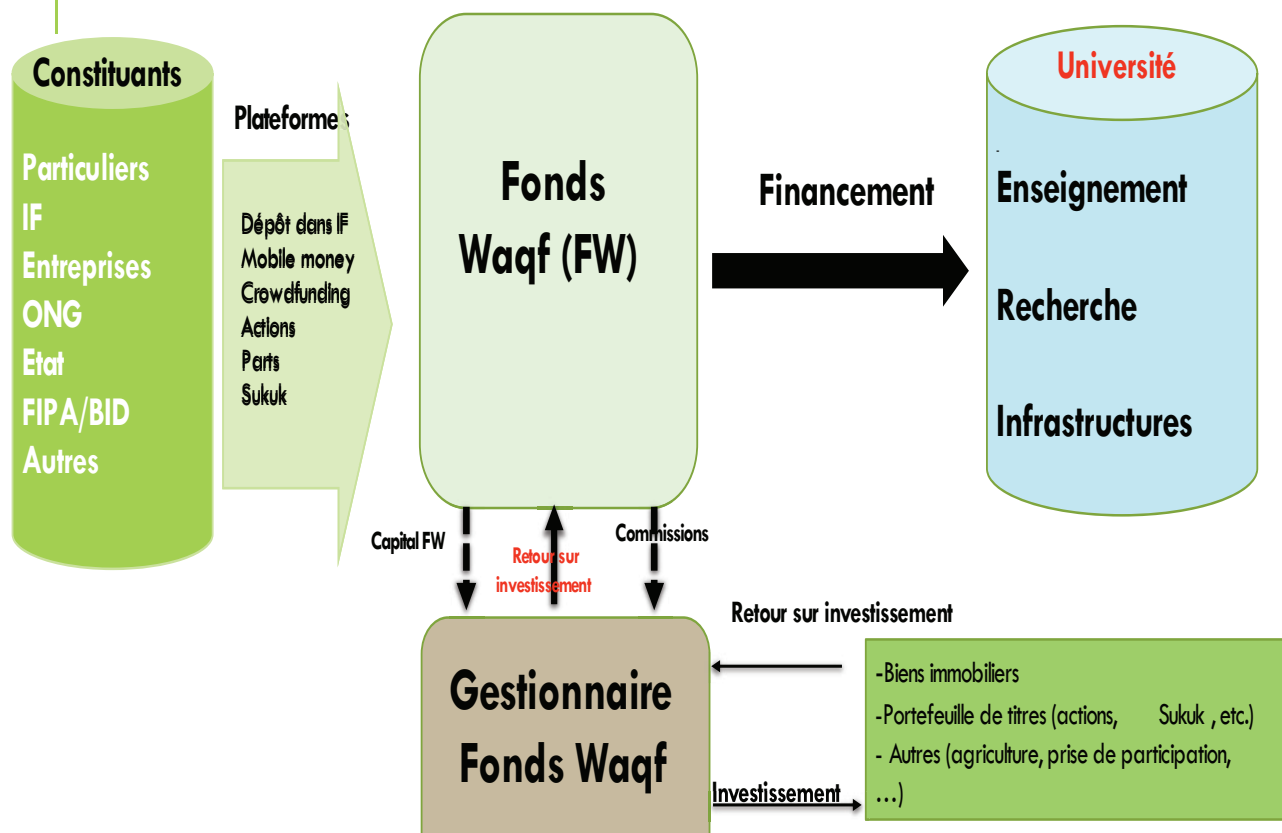 Constituants
Particuliers
IF
Entreprises
ONG
Etat
FIPA/BID
Autres
Plateformes
Dépôt dans IF
Mobile money
Crowdfunding
Actions
Parts
Sukuk
Fonds
Waqf (FW)
Financement
Université
-
Enseignement
Recherche
Infrastructures
Capital FW
Retour sur
investissement
Commissions
Gestionnaire
Fonds Waqf
Retour sur investissement
Investissement
-Biens immobiliers
-Portefeuille de titres (actions, Sukuk , etc.)
- Autres (agriculture, prise de participation,
...)